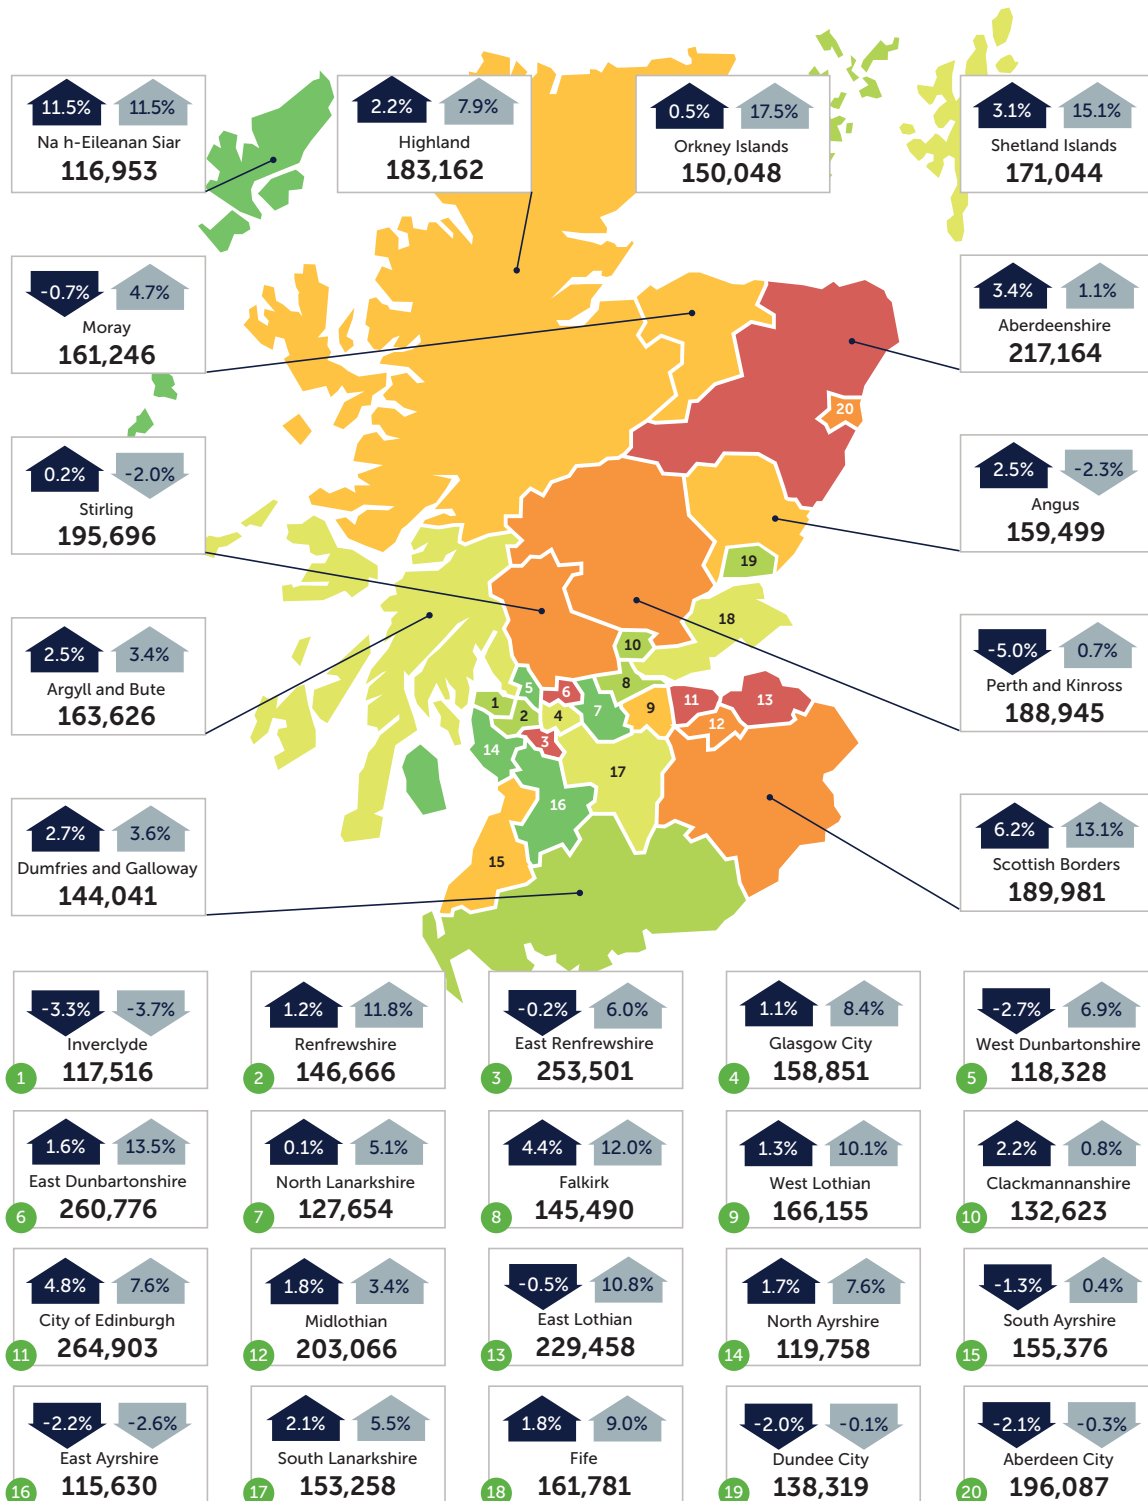 11.5% 11.5%
Na h-Eileanan Siar
116,953
2.2% 7.9%
Highland
183,162
0.5% 17.5%
Orkney Islands
150,048
3.1% 15.1%
Shetland Islands
171,044
-0.7% 4.7%
Moray
161,246
3.4% 1.1%
Aberdeenshire
217,164
20
0.2% -2.0%
Stirling
195,696
2.5% -2.3%
Angus
159,499
19
18
10
2.5% 3.4%
Argyll and Bute
163,626
-5.0% 0.7%
Perth and Kinross
188,945
5
6
8
1
2
4
7
9
11
13
12
3
14
17
16
15
2.7% 3.6%
Dumfries and Galloway
144,041
6.2% 13.1%
Scottish Borders
189,981
-3.3% -3.7%
Inverclyde
1 117,516
1.2% 11.8%
Renfrewshire
2 146,666
-0.2% 6.0%
East Renfrewshire
3 253,501
1.1% 8.4%
Glasgow City
4 158,851
-2.7% 6.9%
West Dunbartonshire
5 118,328
1.6% 13.5%
East Dunbartonshire
6 260,776
0.1% 5.1%
North Lanarkshire
7 127,654
4.4% 12.0%
Falkirk
8 145,490
1.3% 10.1%
West Lothian
9 166,155
2.2% 0.8%
Clackmannanshire
10 132,623
4.8% 7.6%
City of Edinburgh
11 264,903
1.8% 3.4%
Midlothian
12 203,066
-0.5% 10.8%
East Lothian
13 229,458
1.7% 7.6%
North Ayrshire
14 119,758
-1.3% 0.4%
South Ayrshire
15 155,376
-2.2% -2.6%
East Ayrshire
16 115,630
2.1% 5.5%
South Lanarkshire
17 153,258
1.8% 9.0%
Fife
18 161,781
-2.0% -0.1%
Dundee City
19 138,319
-2.1% -0.3%
Aberdeen City
20 196,087